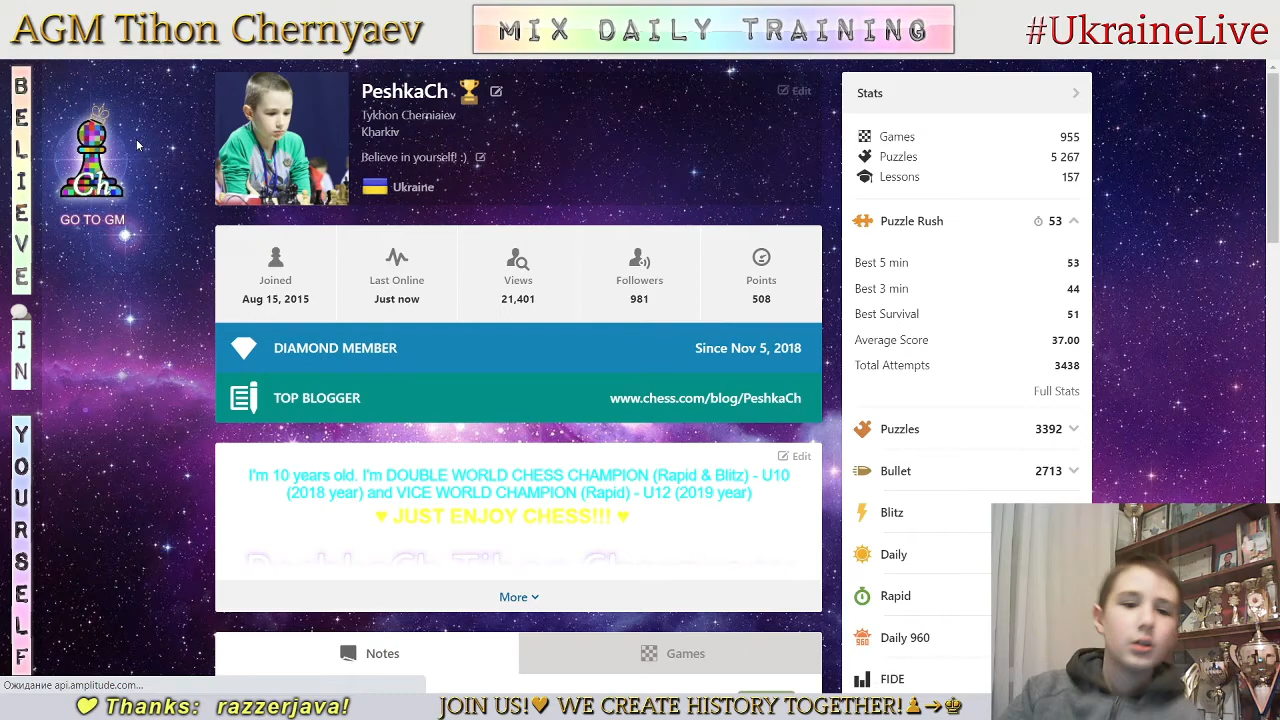 AGM Tihon Chernyaev
MIX DAILY TRAINING
#UkraineLive
BELIEVE IN YOURSELF
Ch
GO TO GM
PeshkaCh
Edit
Tykhon Cherniaiev
Kharkiv
Believe in yourself! :)
Ukraine
Joined
Aug 15, 2015
Last Online
Just now
Views
21,401
Followers
981
Points
508
DIAMOND MEMBER
Since Nov 5, 2018
TOP BLOGGER
www.chess.com/blog/PeshkaCh
Edit
I'm 10 years old. I'm DOUBLE WORLD CHESS CHAMPION (Rapid & Blitz) - U10
(2018 year) and VICE WORLD CHAMPION (Rapid) - U12 (2019 year)
♥ JUST ENJOY CHESS!!! ♥
More
Notes
Games
Stats
Games 955
Puzzles 5 267
Lessons 157
Puzzle Rush 53
Best 5 min 53
Best 3 min 44
Best Survival 51
Average Score 37.00
Total Attempts 3438
Full Stats
Puzzles 3392
Bullet 2713
Blitz
Daily
Rapid
Daily 960
960
FIDE
Ожидание api.amplitude.com...
Thanks: razzerjava!
JOIN US!♥ WE CREATE HISTORY TOGETHER!♟→♚